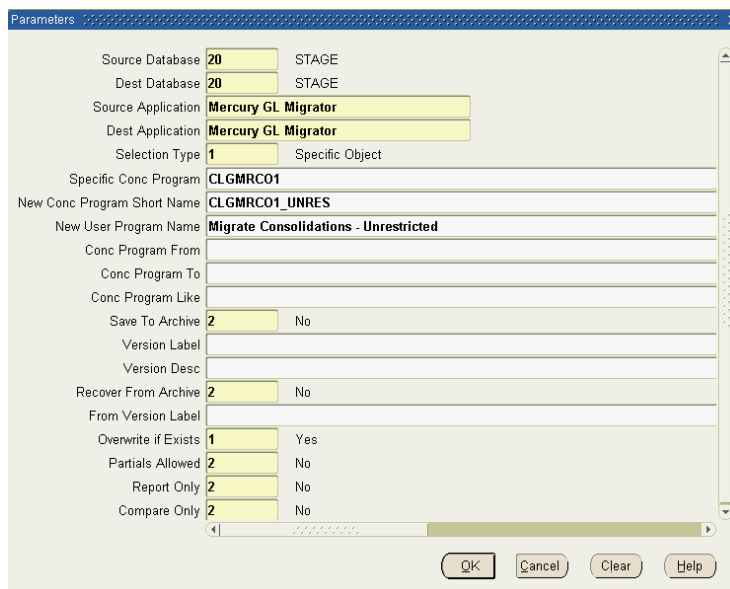 Parameters
Source Database 20 STAGE
Dest Database 20 STAGE
Source Application Mercury GL Migrator
Dest Application Mercury GL Migrator
Selection Type 1 Specific Object
Specific Conc Program CLGMRCO1
New Conc Program Short Name CLGMRCO1_UNRES
New User Program Name Migrate Consolidations - Unrestricted
Conc Program From
Conc Program To
Conc Program Like
Save To Archive 2 No
Version Label
Version Desc
Recover From Archive 2 No
From Version Label
Overwrite if Exists 1 Yes
Partials Allowed 2 No
Report Only 2 No
Compare Only 2 No
OK Cancel Clear Help